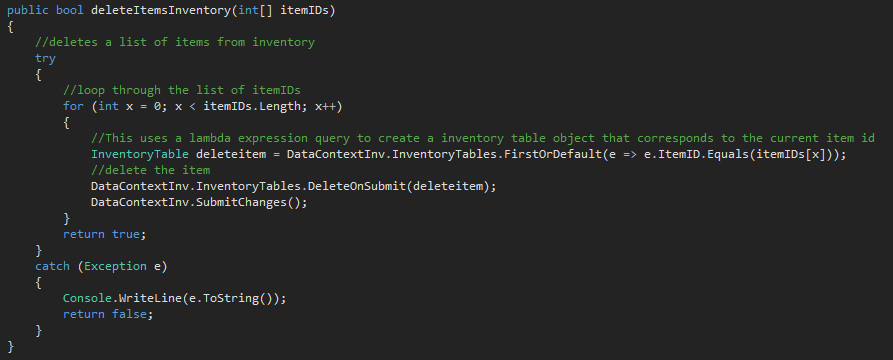 public bool deleteItemsInventory(int[] itemIDs)
{
//deletes a list of items from inventory
try
{
//loop through the list of itemIDs
for (int x = 0; x < itemIDs.Length; x++)
{
//This uses a lambda expression query to create a inventory table object that corresponds to the current item id
InventoryTable deleteitem = DataContextInv.InventoryTables.FirstOrDefault(e => e.ItemID.Equals(itemIDs[x]));
//delete the item
DataContextInv.InventoryTables.DeleteOnSubmit(deleteitem);
DataContextInv.SubmitChanges();
}
return true;
}
catch (Exception e)
{
Console.WriteLine(e.ToString());
return false;
}
}